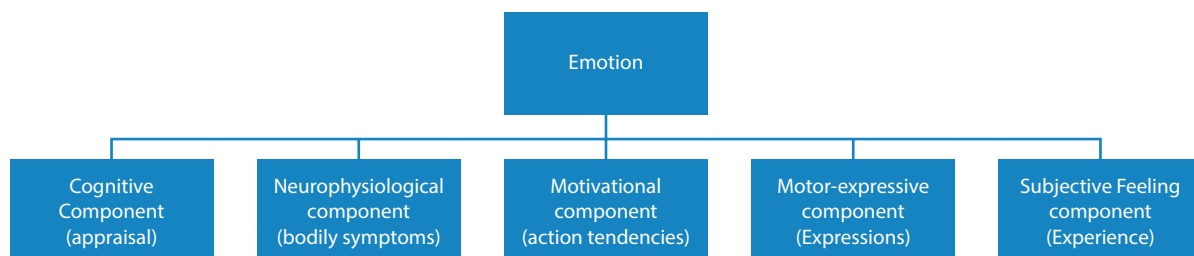 Emotion
Cognitive
Component
(appraisal)
Neurophysiological
component
(bodily symptoms)
Motivational
component
(action tendencies)
Motor-expressive
component
(Expressions)
Subjective Feeling
component
(Experience)